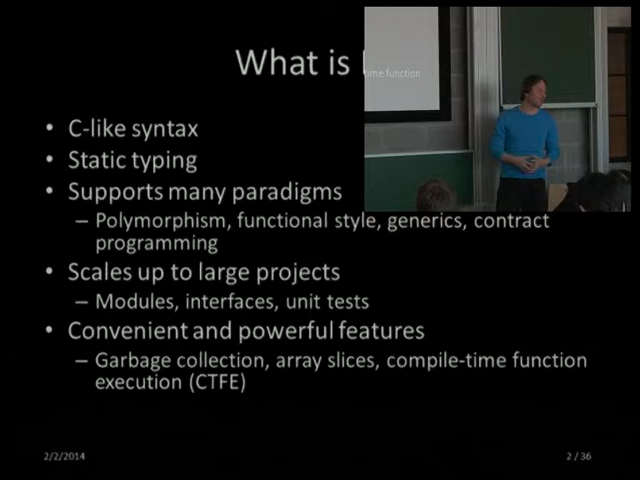 What is
time function
• C-like syntax
• Static typing
• Supports many paradigms
– Polymorphism, functional style, generics, contract
programming
• Scales up to large projects
– Modules, interfaces, unit tests
• Convenient and powerful features
– Garbage collection, array slices, compile-time function
execution (CTFE)
2/2/2014
2 / 36